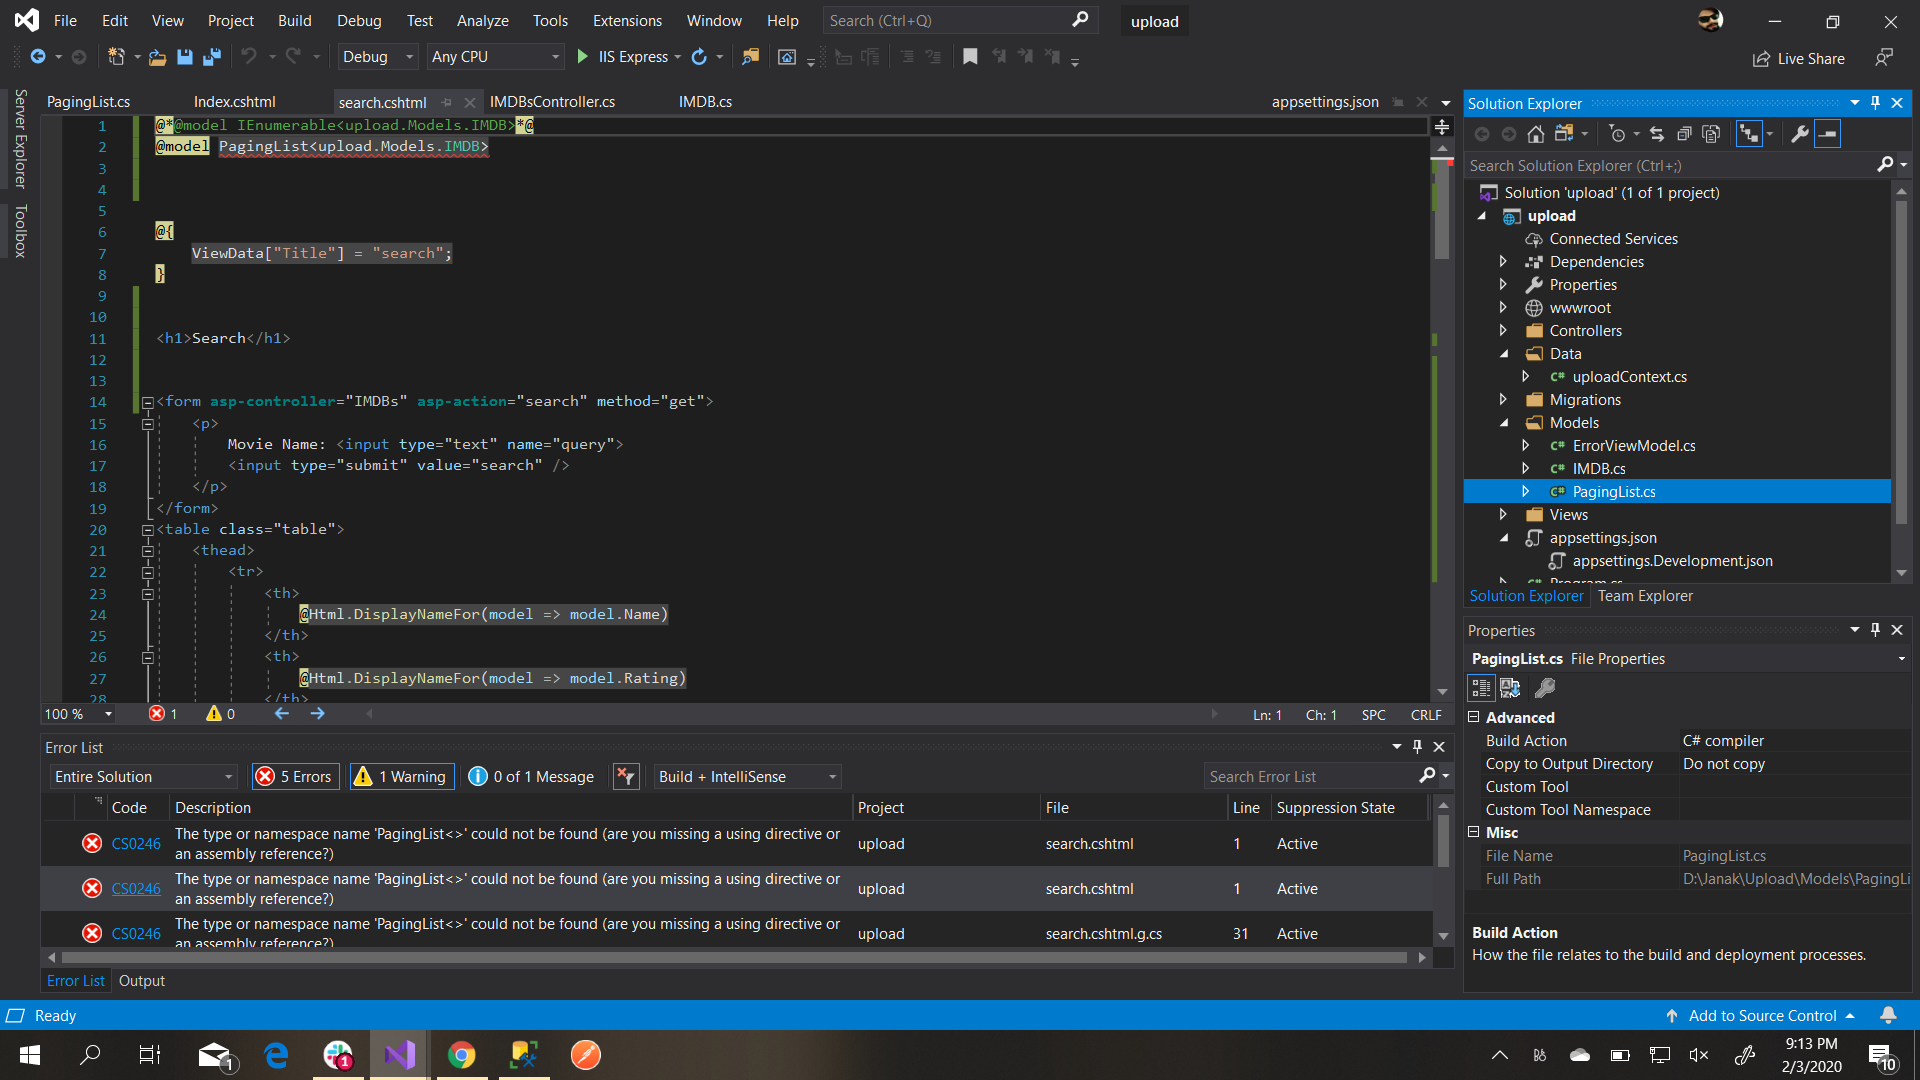 File Edit View Project Build Debug Test Analyze Tools Extensions Window Help Search (Ctrl+Q) upload
Debug Any CPU IIS Express Live Share
Server Explorer
Toolbox
PagingList.cs Index.cshtml search.cshtml IMDBsController.cs IMDB.cs appsettings.json
1 @*@model IEnumerable<upload.Models.IMDB>*@
2 @model PagingList<upload.Models.IMDB>
3
4
5
6 @{
7 ViewData["Title"] = "search";
8 }
9
10
11 <h1>Search</h1>
12
13
14 <form asp-controller="IMDBs" asp-action="search" method="get">
15 <p>
16 Movie Name: <input type="text" name="query">
17 <input type="submit" value="search" />
18 </p>
19 </form>
20 <table class="table">
21 <thead>
22 <tr>
23 <th>
24 @Html.DisplayNameFor(model => model.Name)
25 </th>
26 <th>
27 @Html.DisplayNameFor(model => model.Rating)
28 </th>
100 % 1 0 Ln: 1 Ch: 1 SPC CRLF
Error List
Entire Solution 5 Errors 1 Warning 0 of 1 Message Build + IntelliSense Search Error List
Code Description Project File Line Suppression State
CS0246 The type or namespace name 'PagingList<>' could not be found (are you missing a using directive or an assembly reference?) upload search.cshtml 1 Active
CS0246 The type or namespace name 'PagingList<>' could not be found (are you missing a using directive or an assembly reference?) upload search.cshtml 1 Active
CS0246 The type or namespace name 'PagingList<>' could not be found (are you missing a using directive or an assembly reference?) upload search.cshtml.g.cs 31 Active
Error List Output
Solution Explorer
Search Solution Explorer (Ctrl+;)
Solution 'upload' (1 of 1 project)
upload
Connected Services
Dependencies
Properties
wwwroot
Controllers
Data
C# uploadContext.cs
Migrations
Models
C# ErrorViewModel.cs
C# IMDB.cs
C# PagingList.cs
Views
appsettings.json
appsettings.Development.json
C# Program.cs
Solution Explorer Team Explorer
Properties
PagingList.cs File Properties
Advanced
Build Action C# compiler
Copy to Output Directory Do not copy
Custom Tool
Custom Tool Namespace
Misc
File Name PagingList.cs
Full Path D:\Janak\Upload\Models\PagingLi
Build Action
How the file relates to the build and deployment processes.
Ready Add to Source Control
1 1 9:13 PM
2/3/2020 10